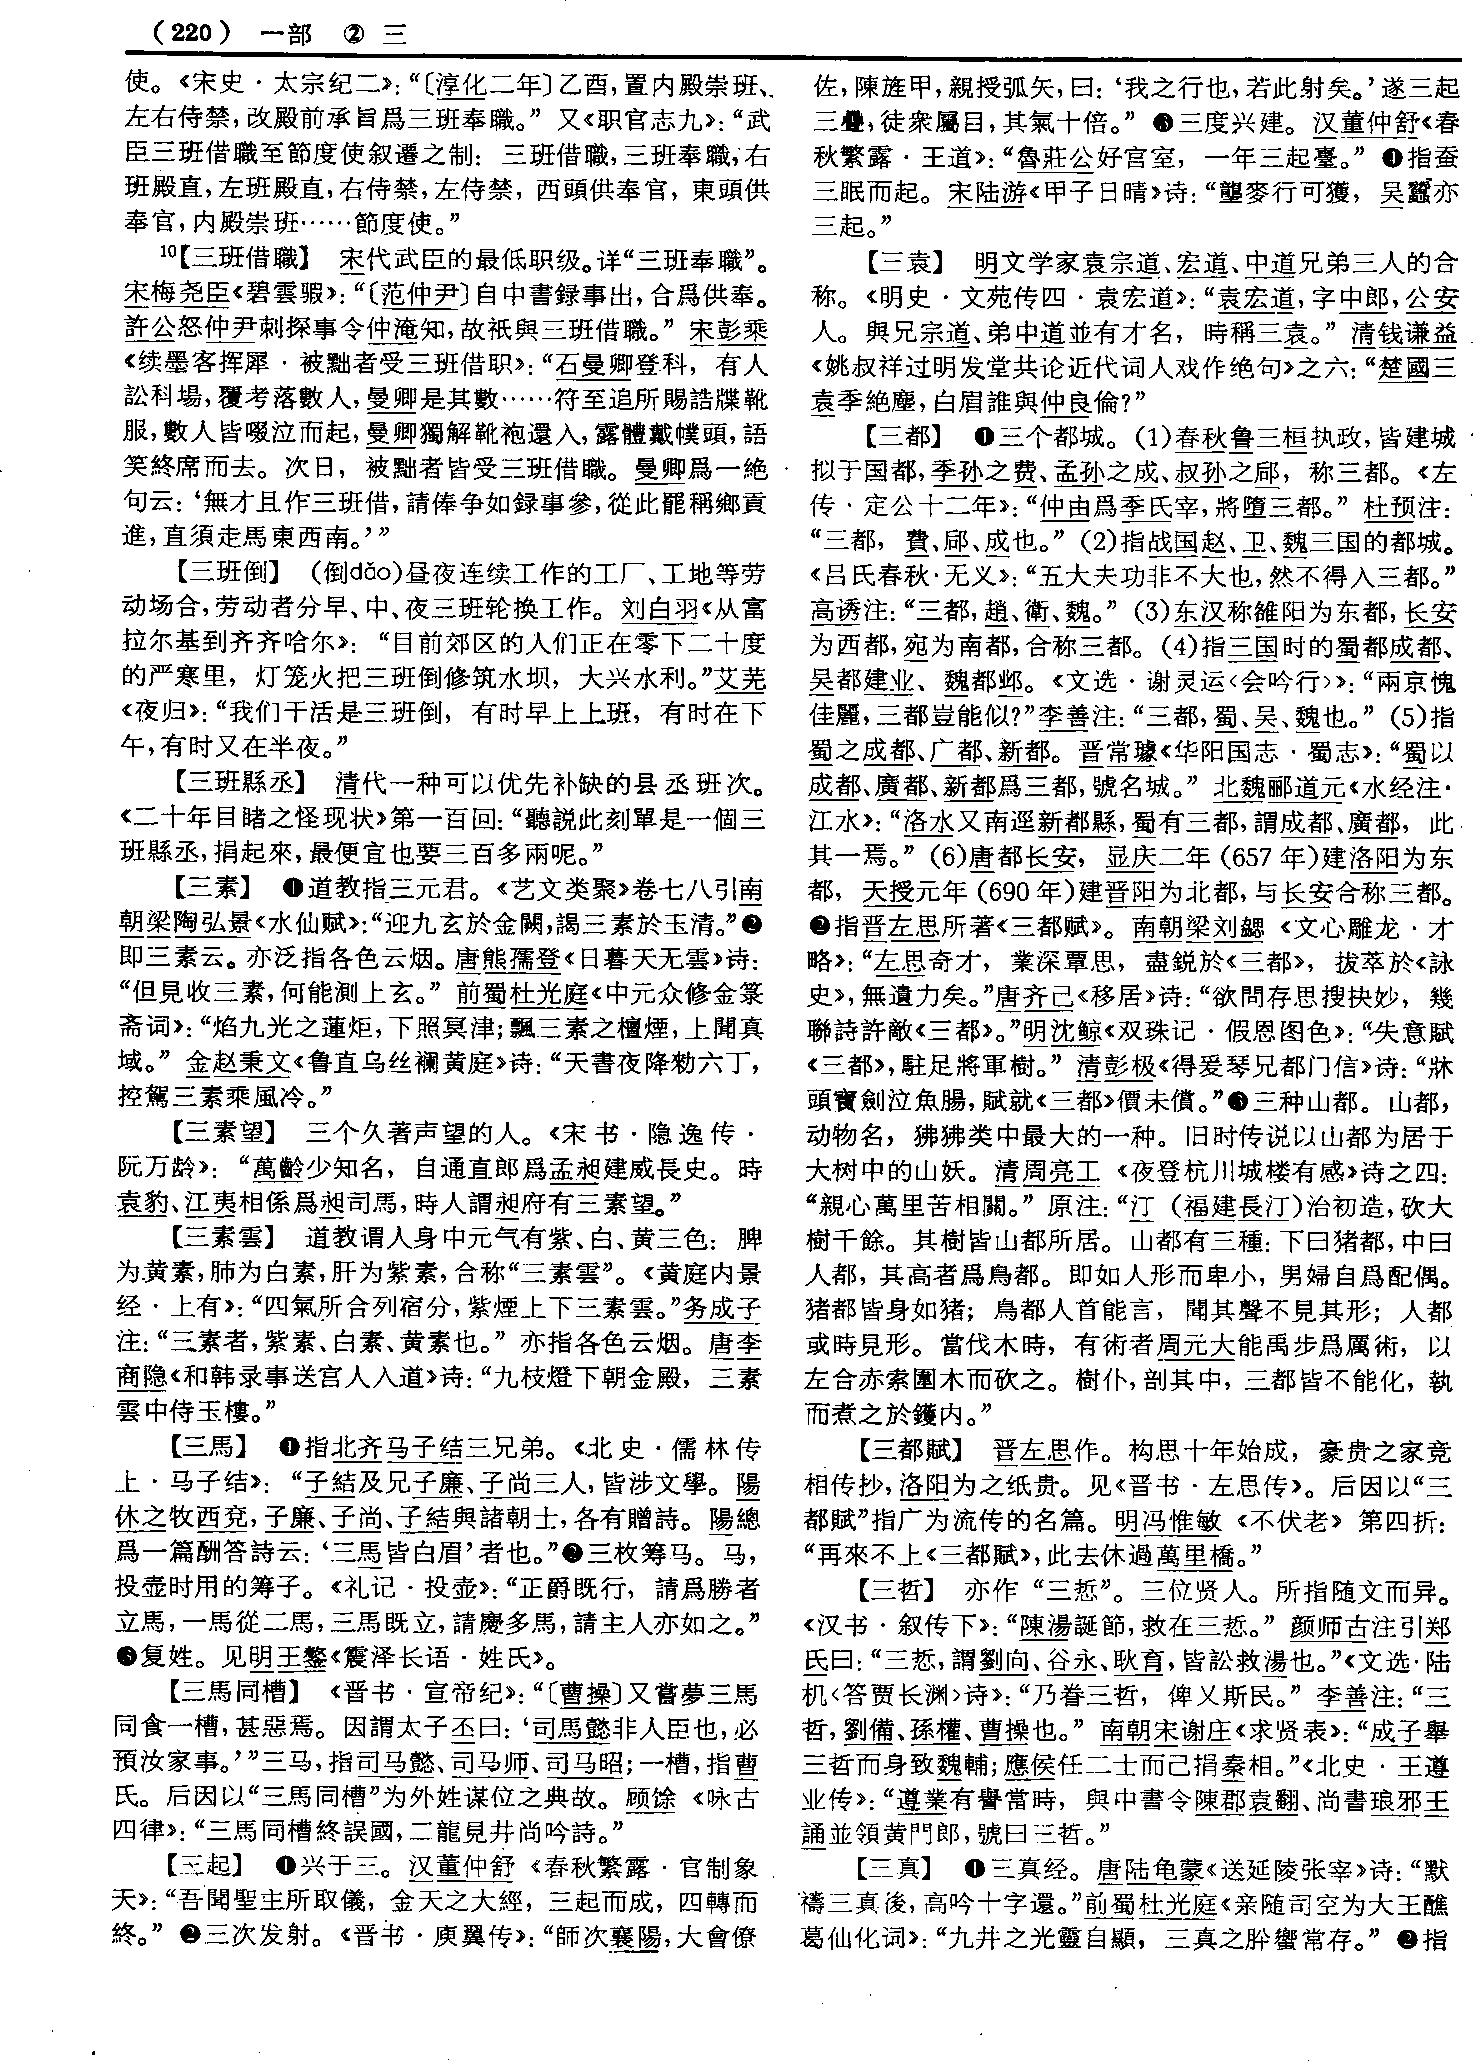 （220） 一部 ② 三
使。《宋史·太宗纪二》：“〔淳化二年〕乙酉，置内殿崇班、
左右侍禁，改殿前承旨爲三班奉職。” 又《职官志九》：“武
臣三班借職至節度使叙遷之制：三班借職，三班奉職，右
班殿直，左班殿直，右侍禁，左侍禁，西頭供奉官，東頭供
奉官，内殿崇班……節度使。”
10【三班借職】 宋代武臣的最低职级。详“三班奉職”。
宋梅尧臣《碧雲騢》：“〔范仲尹〕自中書録事出，合爲供奉。
許公怒仲尹刺探事令仲淹知，故祇與三班借職。” 宋彭乘
《续墨客挥犀·被黜者受三班借职》：“石曼卿登科，有人
訟科場，覆考落數人，曼卿是其數……符至追所賜誥牒靴
服，數人皆啜泣而起，曼卿獨解靴袍還入，露體戴幞頭，語
笑終席而去。次日，被黜者皆受三班借職。曼卿爲一絶
句云：‘無才且作三班借，請俸争如録事參，從此罷稱鄉貢
進，直須走馬東西南。’”
【三班倒】 （倒dǎo）昼夜连续工作的工厂、工地等劳
动场合，劳动者分早、中、夜三班轮换工作。刘白羽《从富
拉尔基到齐齐哈尔》：“目前郊区的人们正在零下二十度
的严寒里，灯笼火把三班倒修筑水坝，大兴水利。”艾芜
《夜归》：“我们干活是三班倒，有时早上上班，有时在下
午，有时又在半夜。”
【三班縣丞】 清代一种可以优先补缺的县丞班次。
《二十年目睹之怪现状》第一百回：“聽説此刻單是一個三
班縣丞，捐起來，最便宜也要三百多兩呢。”
【三素】 ❶道教指三元君。《艺文类聚》卷七八引南
朝梁陶弘景《水仙赋》：“迎九玄於金闕，謁三素於玉清。”❷
即三素云。亦泛指各色云烟。唐熊孺登《日暮天无雲》诗：
“但見收三素，何能測上玄。” 前蜀杜光庭《中元众修金箓
斋词》：“焰九光之蓮炬，下照冥津；飄三素之檀煙，上聞真
域。” 金赵秉文《鲁直乌丝襕黄庭》诗：“天書夜降勑六丁，
控駕三素乘風冷。”
【三素望】 三个久著声望的人。《宋书·隐逸传·
阮万龄》：“萬齡少知名，自通直郎爲孟昶建威長史。時
袁豹、江夷相係爲昶司馬，時人謂昶府有三素望。”
【三素雲】 道教谓人身中元气有紫、白、黄三色：脾
为黄素，肺为白素，肝为紫素，合称“三素雲”。《黄庭内景
经·上有》：“四氣所合列宿分，紫煙上下三素雲。”务成子
注：“三素者，紫素、白素、黄素也。” 亦指各色云烟。唐李
商隐《和韩录事送宫人入道》诗：“九枝燈下朝金殿，三素
雲中侍玉樓。”
【三馬】 ❶指北齐马子结三兄弟。《北史·儒林传
上·马子结》：“子結及兄子廉、子尚三人，皆涉文學。陽
休之牧西兗，子廉、子尚、子結與諸朝士，各有贈詩。陽總
爲一篇酬答詩云：‘三馬皆白眉’者也。”❷三枚筹马。马，
投壶时用的筹子。《礼记·投壶》：“正爵既行，請爲勝者
立馬，一馬從二馬，三馬既立，請慶多馬，請主人亦如之。”
❸复姓。见明王鏊《震泽长语·姓氏》。
【三馬同槽】 《晋书·宣帝纪》：“〔曹操〕又嘗夢三馬
同食一槽，甚惡焉。因謂太子丕曰：‘司馬懿非人臣也，必
預汝家事。’”三马，指司马懿、司马师、司马昭；一槽，指曹
氏。后因以“三馬同槽”为外姓谋位之典故。顾馀《咏古
四律》：“三馬同槽終誤國，二龍見井尚吟詩。”
【三起】 ❶兴于三。汉董仲舒《春秋繁露·官制象
天》：“吾聞聖主所取儀，金天之大經，三起而成，四轉而
終。” ❷三次发射。《晋书·庾翼传》：“師次襄陽，大會僚
佐，陳旌甲，親授弧矢，曰：‘我之行也，若此射矣。’遂三起
三疊，徒衆屬目，其氣十倍。” ❸三度兴建。汉董仲舒《春
秋繁露·王道》：“魯莊公好宫室，一年三起臺。” ❹指蚕
三眠而起。宋陆游《甲子日晴》诗：“壟麥行可獲，吴蠶亦
三起。”
【三袁】 明文学家袁宗道、宏道、中道兄弟三人的合
称。《明史·文苑传四·袁宏道》：“袁宏道，字中郎，公安
人。與兄宗道、弟中道並有才名，時稱三袁。” 清钱谦益
《姚叔祥过明发堂共论近代词人戏作绝句》之六：“楚國三
袁季絶塵，白眉誰與仲良倫？”
【三都】 ❶三个都城。（1）春秋鲁三桓执政，皆建城
拟于国都，季孙之费、孟孙之成、叔孙之郈，称三都。《左
传·定公十二年》：“仲由爲季氏宰，將墮三都。” 杜预注：
“三都，費、郈、成也。”（2）指战国赵、卫、魏三国的都城。
《吕氏春秋·无义》：“五大夫功非不大也，然不得入三都。”
高诱注：“三都，趙、衛、魏。”（3）东汉称雒阳为东都，长安
为西都，宛为南都，合称三都。（4）指三国时的蜀都成都、
吴都建业、魏都邺。《文选·谢灵运〈会吟行〉》：“兩京愧
佳麗，三都豈能似？”李善注：“三都，蜀、吴、魏也。”（5）指
蜀之成都、广都、新都。晋常璩《华阳国志·蜀志》：“蜀以
成都、廣都、新都爲三都，號名城。” 北魏郦道元《水经注·
江水》：“洛水又南逕新都縣，蜀有三都，謂成都、廣都，此
其一焉。”（6）唐都长安，显庆二年（657年）建洛阳为东
都，天授元年（690年）建晋阳为北都，与长安合称三都。
❷指晋左思所著《三都赋》。南朝梁刘勰《文心雕龙·才
略》：“左思奇才，業深覃思，盡鋭於《三都》，拔萃於《詠
史》，無遺力矣。”唐齐己《移居》诗：“欲問存思搜抉妙，幾
聯詩許敵《三都》。”明沈鲸《双珠记·假恩图色》：“失意賦
《三都》，駐足將軍樹。” 清彭极《得爰琴兄都门信》诗：“牀
頭寶劍泣魚腸，賦就《三都》價未償。”❸三种山都。山都，
动物名，狒狒类中最大的一种。旧时传说以山都为居于
大树中的山妖。清周亮工《夜登杭川城楼有感》诗之四：
“親心萬里苦相關。” 原注：“汀（福建長汀）治初造，砍大
樹千餘。其樹皆山都所居。山都有三種：下曰猪都，中曰
人都，其高者爲鳥都。即如人形而卑小，男婦自爲配偶。
猪都皆身如猪；鳥都人首能言，聞其聲不見其形；人都
或時見形。當伐木時，有術者周元大能禹步爲厲術，以
左合赤索圍木而砍之。樹仆，剖其中，三都皆不能化，執
而煮之於鑊内。”
【三都賦】 晋左思作。构思十年始成，豪贵之家竞
相传抄，洛阳为之纸贵。见《晋书·左思传》。后因以“三
都賦”指广为流传的名篇。明冯惟敏《不伏老》第四折：
“再來不上《三都賦》，此去休過萬里橋。”
【三哲】 亦作“三悊”。三位贤人。所指随文而异。
《汉书·叙传下》：“陳湯誕節，救在三悊。” 颜师古注引郑
氏曰：“三悊，謂劉向、谷永、耿育，皆訟救湯也。”《文选·陆
机〈答贾长渊〉诗》：“乃眷三哲，俾乂斯民。” 李善注：“三
哲，劉備、孫權、曹操也。” 南朝宋谢庄《求贤表》：“成子舉
三哲而身致魏輔；應侯任二士而己捐秦相。”《北史·王遵
业传》：“遵業有譽當時，與中書令陳郡袁翻、尚書琅邪王
誦並領黄門郎，號曰三哲。”
【三真】 ❶三真经。唐陆龟蒙《送延陵张宰》诗：“默
禱三真後，高吟十字還。”前蜀杜光庭《亲随司空为大王醮
葛仙化词》：“九井之光靈自顯，三真之肸蠁常存。” ❷指